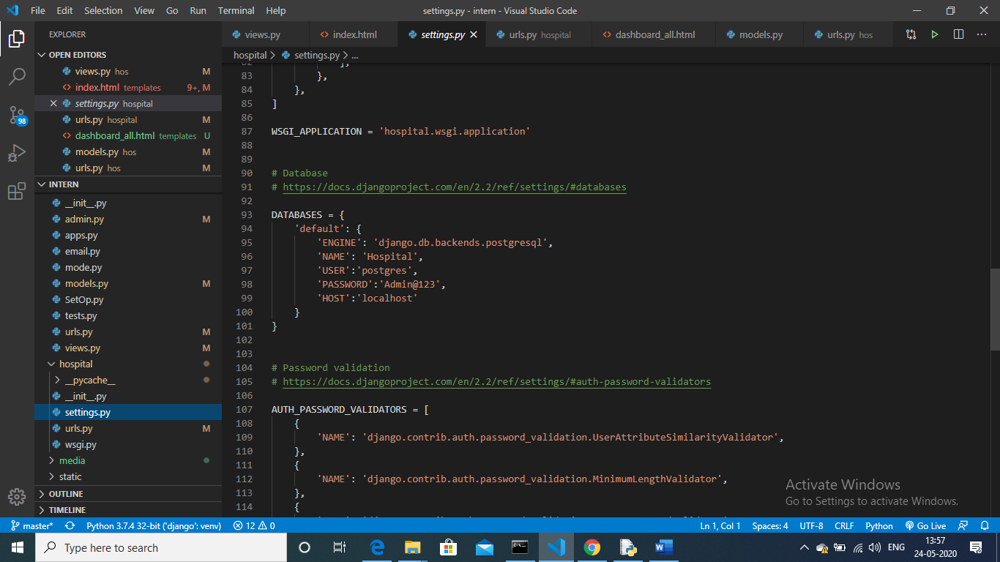 File Edit Selection View Go Run Terminal Help
settings.py - intern - Visual Studio Code
EXPLORER
OPEN EDITORS
views.py hos M
index.html templates 9+, M
settings.py hospital
urls.py hospital M
dashboard_all.html templates U
models.py hos M
urls.py hos M
INTERN
__init__.py
admin.py M
apps.py
email.py
mode.py
models.py M
SetOp.py
tests.py
urls.py M
views.py M
hospital
__pycache__
__init__.py
settings.py
urls.py M
wsgi.py
media
static
OUTLINE
TIMELINE
98
views.py
index.html
settings.py
urls.py hospital
dashboard_all.html
models.py
urls.py hos
hospital > settings.py > ...
82 ],
83 },
84 },
85 ]
86
87 WSGI_APPLICATION = 'hospital.wsgi.application'
88
89
90 # Database
91 # https://docs.djangoproject.com/en/2.2/ref/settings/#databases
92
93 DATABASES = {
94 'default': {
95 'ENGINE': 'django.db.backends.postgresql',
96 'NAME': 'Hospital',
97 'USER':'postgres',
98 'PASSWORD':'Admin@123',
99 'HOST':'localhost'
100 }
101 }
102
103
104 # Password validation
105 # https://docs.djangoproject.com/en/2.2/ref/settings/#auth-password-validators
106
107 AUTH_PASSWORD_VALIDATORS = [
108 {
109 'NAME': 'django.contrib.auth.password_validation.UserAttributeSimilarityValidator',
110 },
111 {
112 'NAME': 'django.contrib.auth.password_validation.MinimumLengthValidator',
113 },
114 {
Activate Windows
Go to Settings to activate Windows.
master* Python 3.7.4 32-bit ('django': venv) 12 0
Ln 1, Col 1 Spaces: 4 UTF-8 CRLF Python Go Live
Type here to search
ENG
13:57
24-05-2020